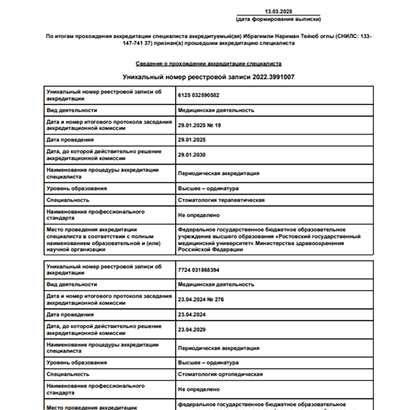 13.03.2025
(дата формирования выписки)
По итогам прохождения аккредитации специалиста аккредитуемый(ая) Ибрагимли Нариман Тейюб оглы (СНИЛС: 133-
147-741 37) признан(а) прошедшим аккредитацию специалиста
Сведения о прохождении аккредитации специалиста
Уникальный номер реестровой записи 2022.3991007
Уникальный номер реестровой записи об
аккредитации
6125 032590582
Вид деятельности
Медицинская деятельность
Дата и номер итогового протокола заседания
аккредитационной комиссии
29.01.2025 № 19
Дата проведения
29.01.2025
Дата, до которой действительно решение
аккредитационной комиссии
29.01.2030
Наименование процедуры аккредитации
специалиста
Периодическая аккредитация
Уровень образования
Высшее – ординатура
Специальность
Стоматология терапевтическая
Наименование профессионального
стандарта
Не определено
Место проведения аккредитации
специалиста в соответствии с полным
наименованием образовательной и (или)
научной организации
Федеральное государственное бюджетное образовательное
учреждение высшего образования «Ростовский государственный
медицинский университет» Министерства здравоохранения
Российской Федерации
Уникальный номер реестровой записи об
аккредитации
7724 031868394
Вид деятельности
Медицинская деятельность
Дата и номер итогового протокола заседания
аккредитационной комиссии
23.04.2024 № 276
Дата проведения
23.04.2024
Дата, до которой действительно решение
аккредитационной комиссии
23.04.2029
Наименование процедуры аккредитации
специалиста
Периодическая аккредитация
Уровень образования
Высшее – ординатура
Специальность
Стоматология ортопедическая
Наименование профессионального
стандарта
Не определено
Место проведения аккредитации
федеральное государственное бюджетное образовательное